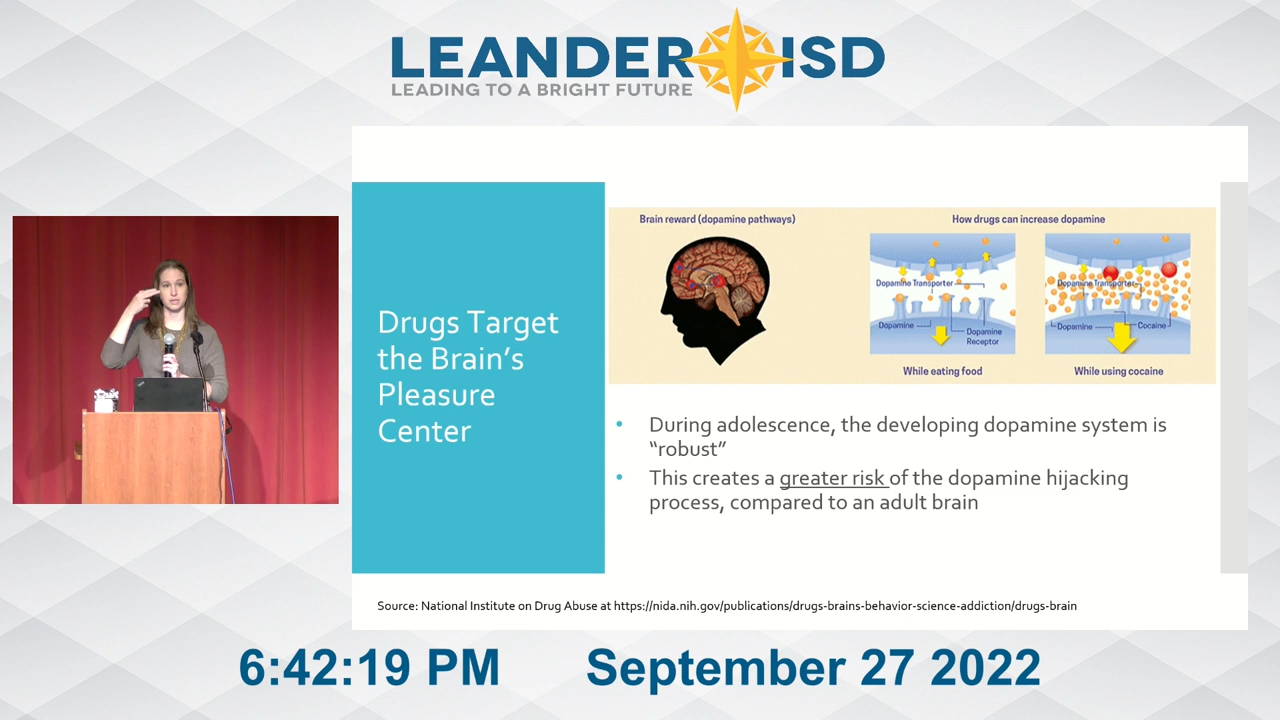 LEANDER ISD
LEADING TO A BRIGHT FUTURE
Drugs Target
the Brain's
Pleasure
Center
Brain reward (dopamine pathways)
How drugs can increase dopamine
Dopamine Transporter
Dopamine
Dopamine
Receptor
While eating food
Dopamine Transporter
Dopamine
Cocaine
While using cocaine
• During adolescence, the developing dopamine system is
“robust”
• This creates a greater risk of the dopamine hijacking
process, compared to an adult brain
Source: National Institute on Drug Abuse at https://nida.nih.gov/publications/drugs-brains-behavior-science-addiction/drugs-brain
6:42:19 PM September 27 2022